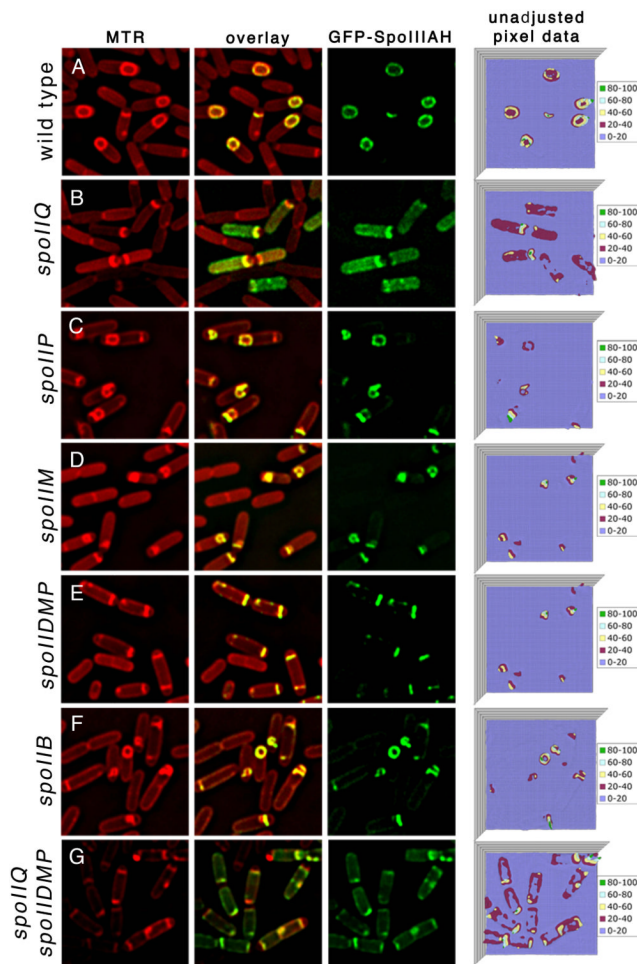 MTR overlay GFP-SpoIIIAH unadjusted
pixel data
A
wild type
80-100
60-80
40-60
20-40
0-20
B
spoIIQ
80-100
60-80
40-60
20-40
0-20
C
spoIIP
80-100
60-80
40-60
20-40
0-20
D
spoIIM
80-100
60-80
40-60
20-40
0-20
E
spoIIDMP
80-100
60-80
40-60
20-40
0-20
F
spoIIB
80-100
60-80
40-60
20-40
0-20
G
spoIIQ
spoIIDMP
80-100
60-80
40-60
20-40
0-20